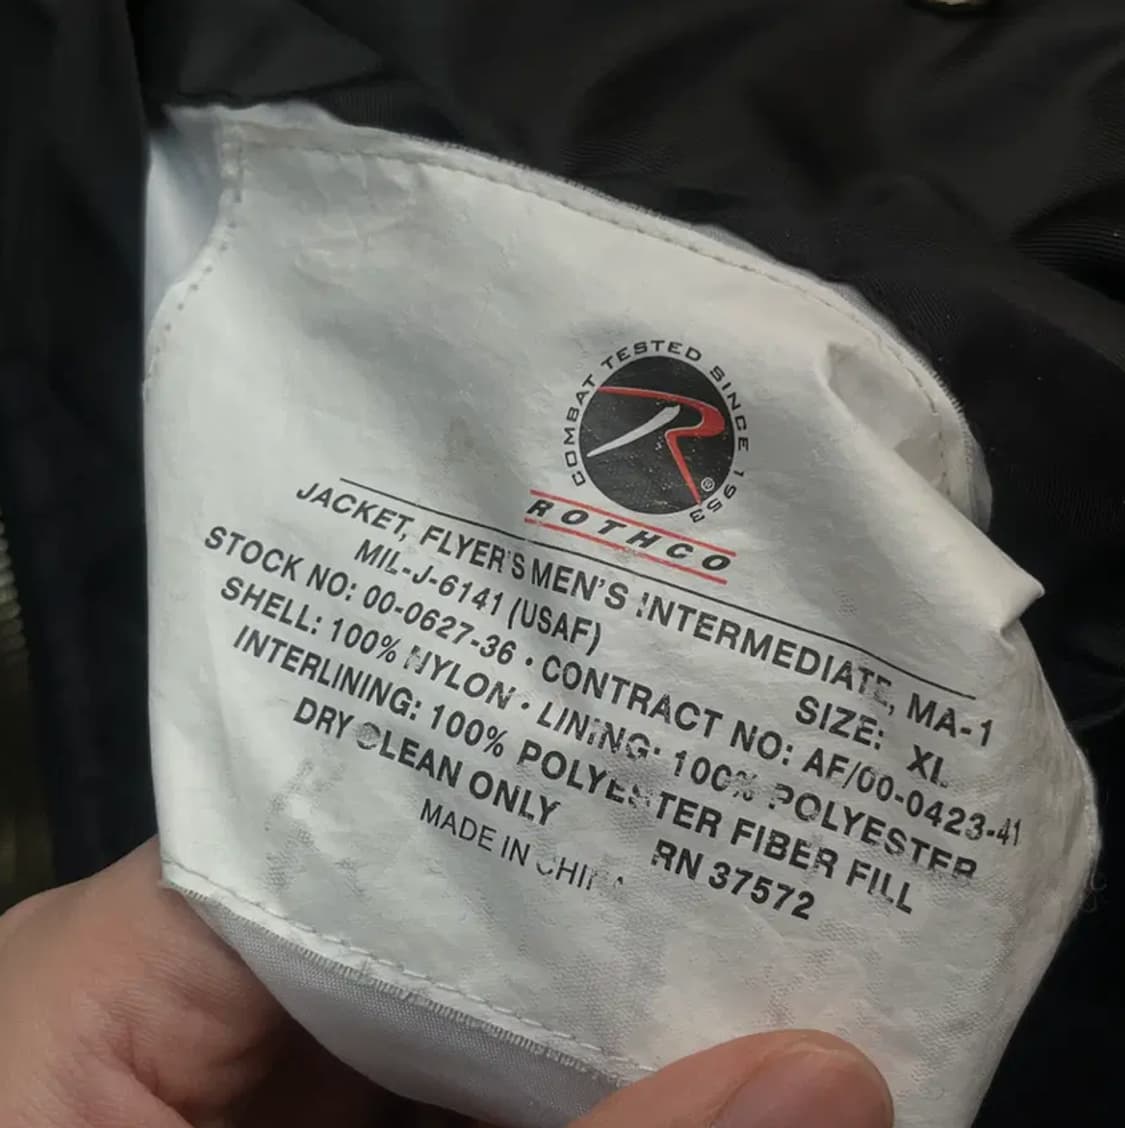 COMBAT TESTED SINCE 1953
ROTHCO
JACKET, FLYER'S MEN'S INTERMEDIATE, MA-1
MIL-J-6141 (USAF) SIZE: XL
STOCK NO: 00-0627-36 • CONTRACT NO: AF/00-0423-41
SHELL: 100% NYLON • LINING: 100% POLYESTER
INTERLINING: 100% POLYESTER FIBER FILL
DRY CLEAN ONLY RN 37572
MADE IN CHINA